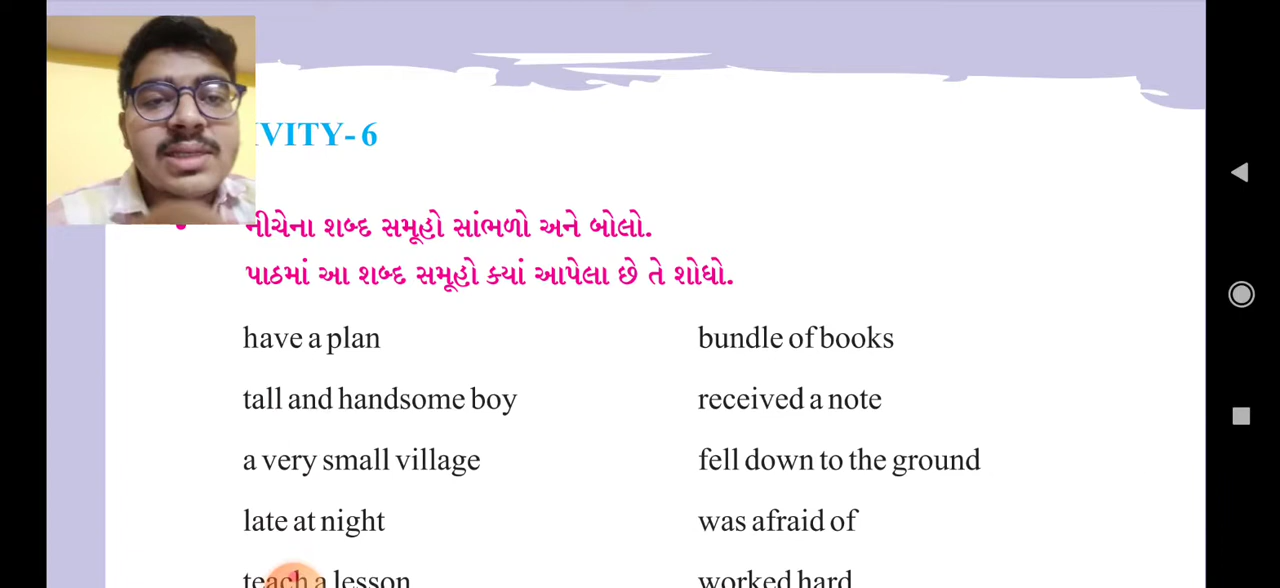 IVITY- 6
નીચેના શબ્દ સમૂહો સાંભળો અને બોલો.
પાઠમાં આ શબ્દ સમૂહો ક્યાં આપેલા છે તે શોધો.
have a plan
bundle of books
tall and handsome boy
received a note
a very small village
fell down to the ground
late at night
was afraid of
teach a lesson
worked hard